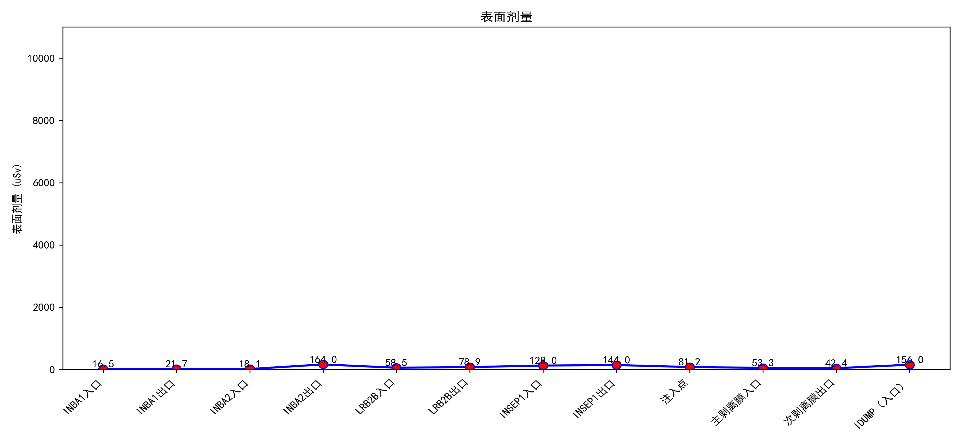 表面剂量
表面剂量 (uSv)
10000
8000
6000
4000
2000
0
16.5
21.7
18.1
164.0
58.5
78.9
144.0
81.2
53.3
42.4
156.0
INBA1入口
INBA1出口
INBA2入口
INBA2出口
LRB2B入口
LRB2B出口
INSEP1入口
INSEP1出口
注入点
主剥离膜入口
次剥离膜出口
IDUMP（入口）